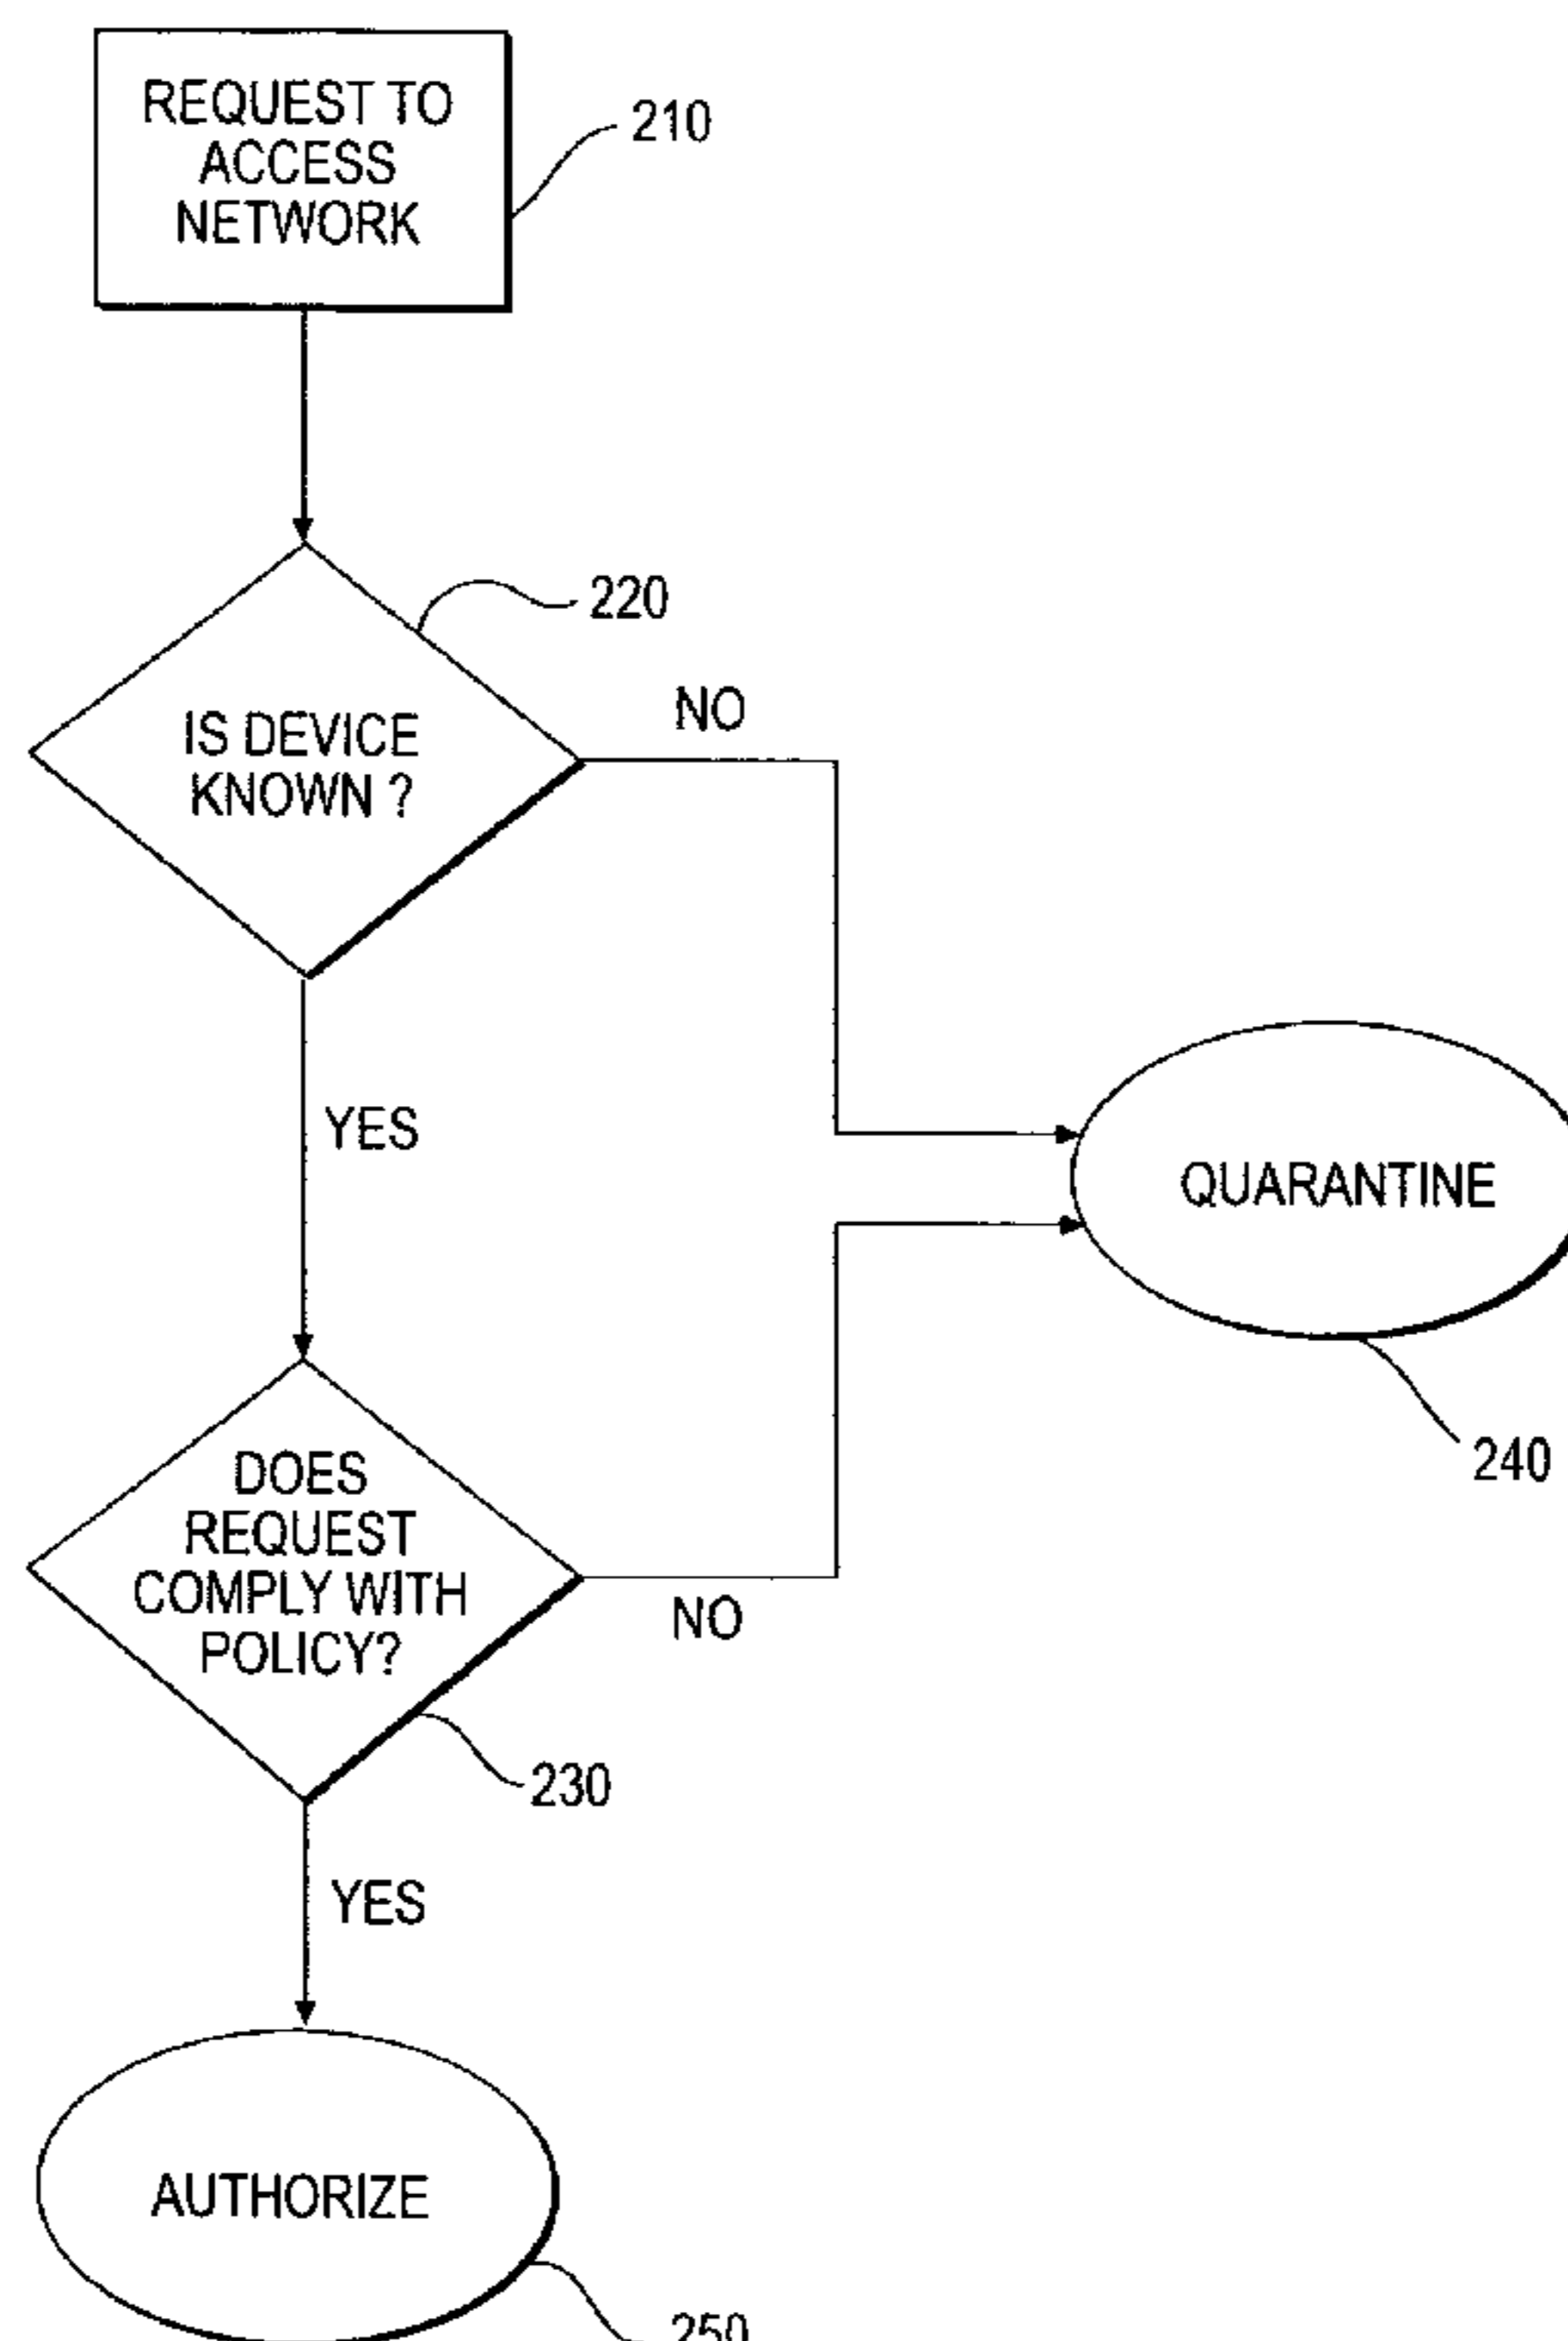 REQUEST TO
ACCESS
NETWORK
210
220
IS DEVICE
KNOWN ?
NO
YES
QUARANTINE
240
DOES
REQUEST
COMPLY WITH
POLICY?
NO
230
YES
AUTHORIZE
250